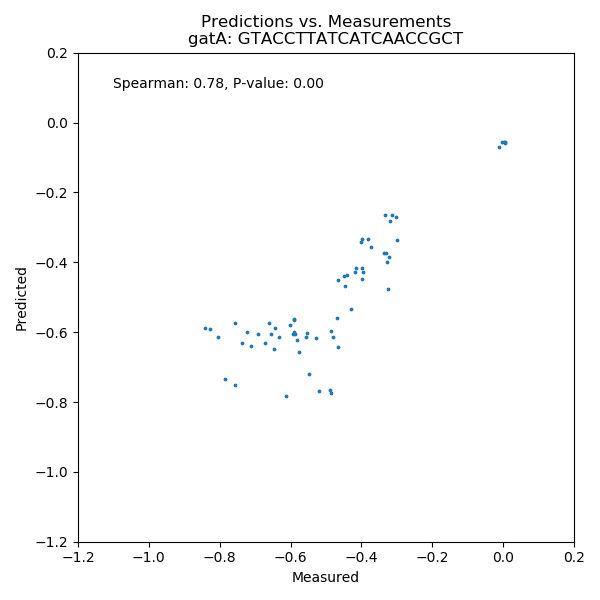 Predictions vs. Measurements
gatA: GTACCTTATCATCAACCGCT
Spearman: 0.78, P-value: 0.00
Predicted
0.2
0.0
−0.2
−0.4
−0.6
−0.8
−1.0
−1.2
−1.2 −1.0 −0.8 −0.6 −0.4 −0.2 0.0 0.2
Measured